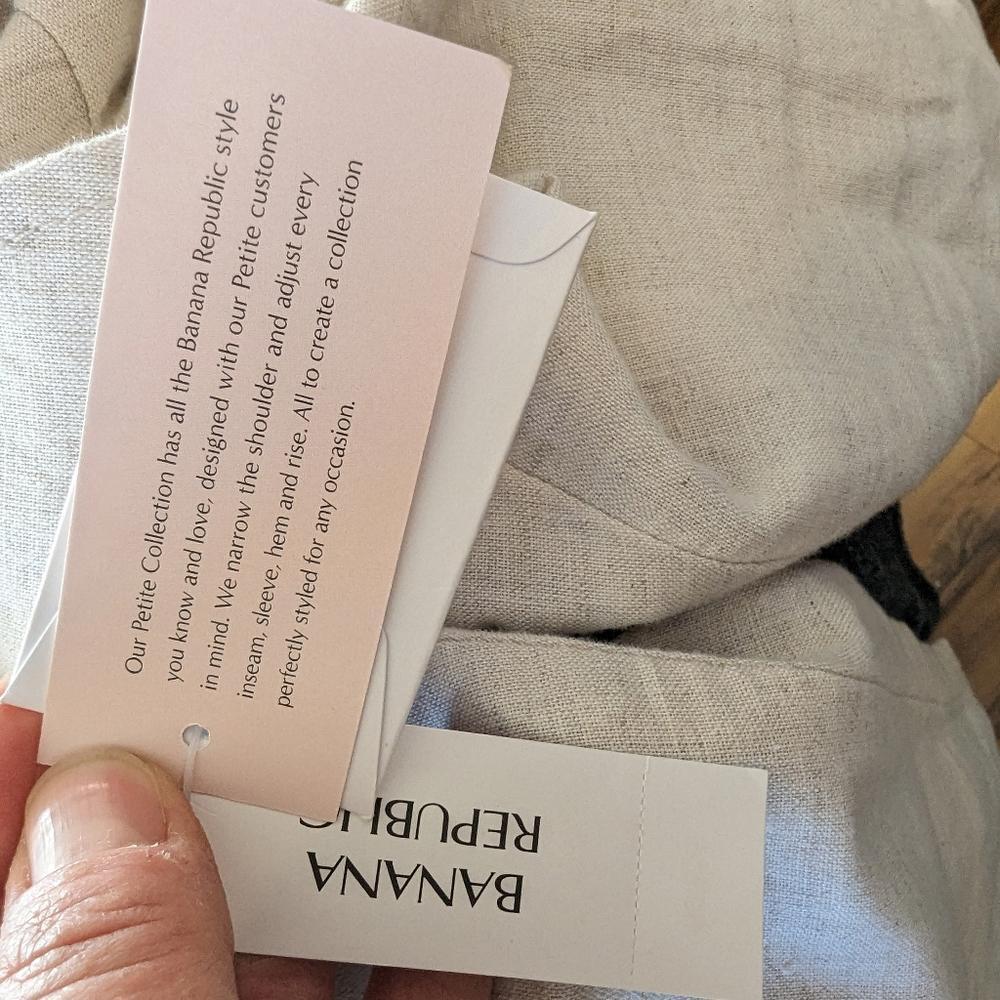 Our Petite Collection has all the Banana Republic style
you know and love, designed with our Petite customers
in mind. We narrow the shoulder and adjust every
inseam, sleeve, hem and rise. All to create a collection
perfectly styled for any occasion.
BANANA
REPUBLIC